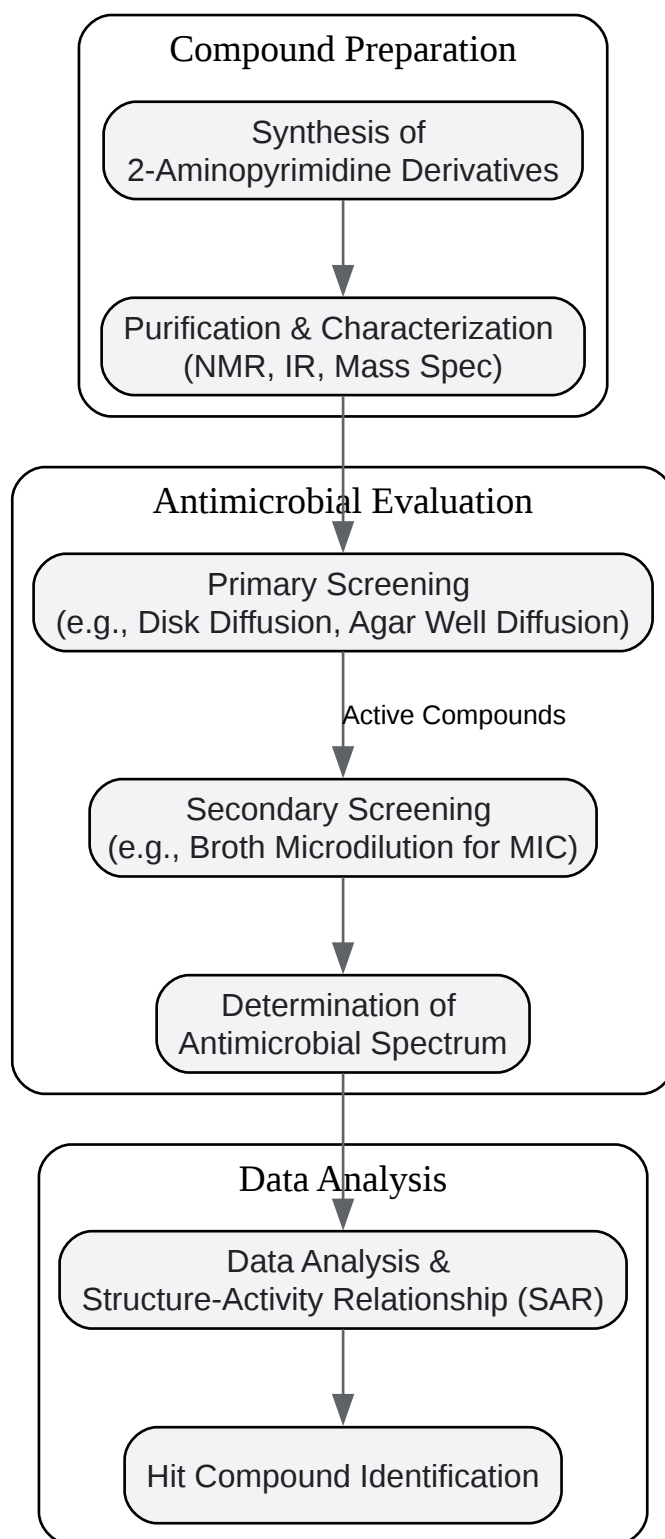 Compound Preparation
Synthesis of
2-Aminopyrimidine Derivatives
Purification & Characterization
(NMR, IR, Mass Spec)
Antimicrobial Evaluation
Primary Screening
(e.g., Disk Diffusion, Agar Well Diffusion)
Active Compounds
Secondary Screening
(e.g., Broth Microdilution for MIC)
Determination of
Antimicrobial Spectrum
Data Analysis
Data Analysis &
Structure-Activity Relationship (SAR)
Hit Compound Identification